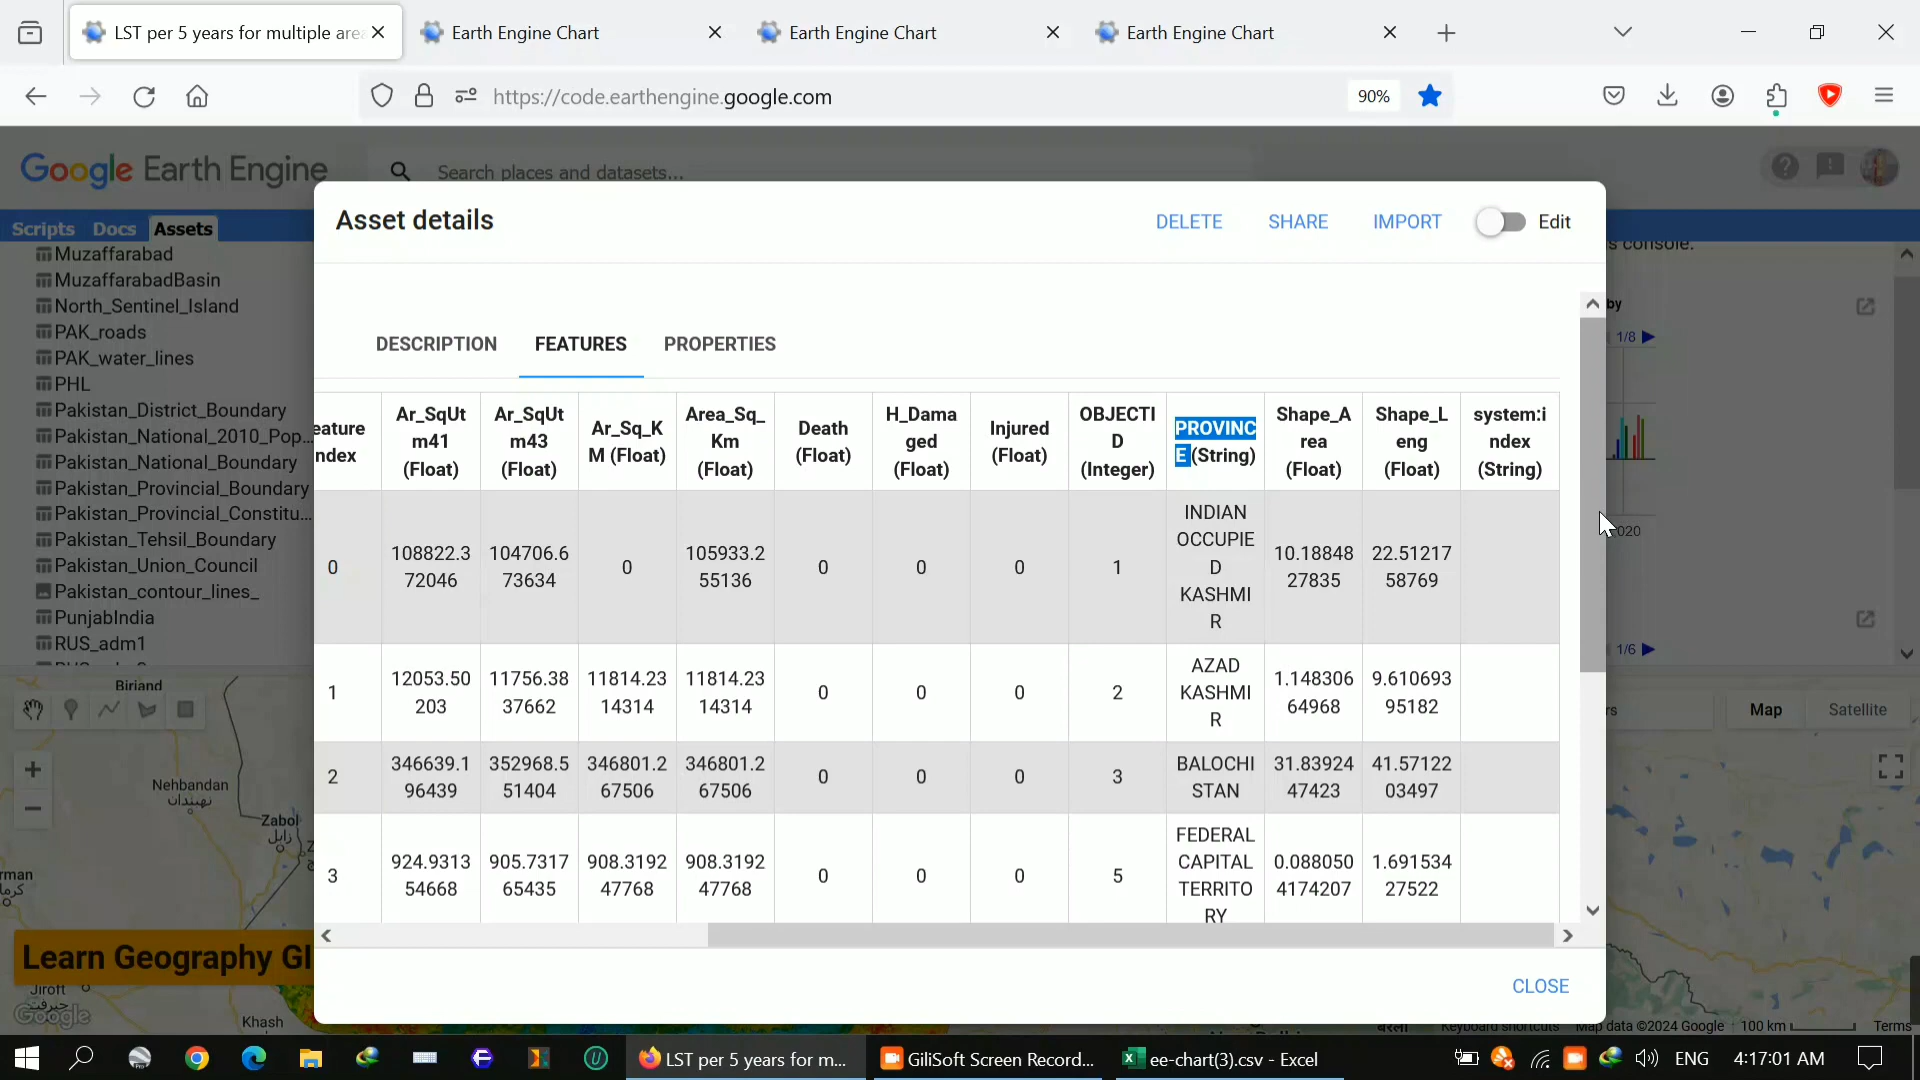 LST per 5 years for multiple are
Earth Engine Chart
Earth Engine Chart
Earth Engine Chart
https://code.earthengine.google.com
90%
Google Earth Engine
Search places and datasets...
Scripts Docs Assets
Muzaffarabad
MuzaffarabadBasin
North_Sentinel_Island
PAK_roads
PAK_water_lines
PHL
Pakistan_District_Boundary
Pakistan_National_2010_Pop...
Pakistan_National_Boundary
Pakistan_Provincial_Boundary
Pakistan_Provincial_Constitu...
Pakistan_Tehsil_Boundary
Pakistan_Union_Council
Pakistan_contour_lines_
PunjabIndia
RUS_adm1
Asset details
DELETE SHARE IMPORT Edit
s console.
by
1/8
020
1/6
DESCRIPTION FEATURES PROPERTIES
eature
ndex
Ar_SqUt
m41
(Float)
Ar_SqUt
m43
(Float)
Ar_Sq_K
M (Float)
Area_Sq_
Km
(Float)
Death
(Float)
H_Dama
ged
(Float)
Injured
(Float)
OBJECTI
D
(Integer)
PROVINC
E (String)
Shape_A
rea
(Float)
Shape_L
eng
(Float)
system:i
ndex
(String)
0
108822.3
72046
104706.6
73634
0
105933.2
55136
0
0
0
1
INDIAN
OCCUPIE
D
KASHMI
R
10.18848
27835
22.51217
58769
1
12053.50
203
11756.38
37662
11814.23
14314
11814.23
14314
0
0
0
2
AZAD
KASHMI
R
1.148306
64968
9.610693
95182
2
346639.1
96439
352968.5
51404
346801.2
67506
346801.2
67506
0
0
0
3
BALOCHI
STAN
31.83924
47423
41.57122
03497
3
924.9313
54668
905.7317
65435
908.3192
47768
908.3192
47768
0
0
0
5
FEDERAL
CAPITAL
TERRITO
RY
0.088050
4174207
1.691534
27522
CLOSE
Birjand
Nehbandan
نهبندان
Zabol
زابل
rman
Learn Geography GI
Jiroft
جيرفت
Google
Khash
rs
Map Satellite
Keyboard shortcuts Map data ©2024 Google 100 km Terms
LST per 5 years for m...
GiliSoft Screen Record...
ee-chart(3).csv - Excel
ENG
4:17:01 AM